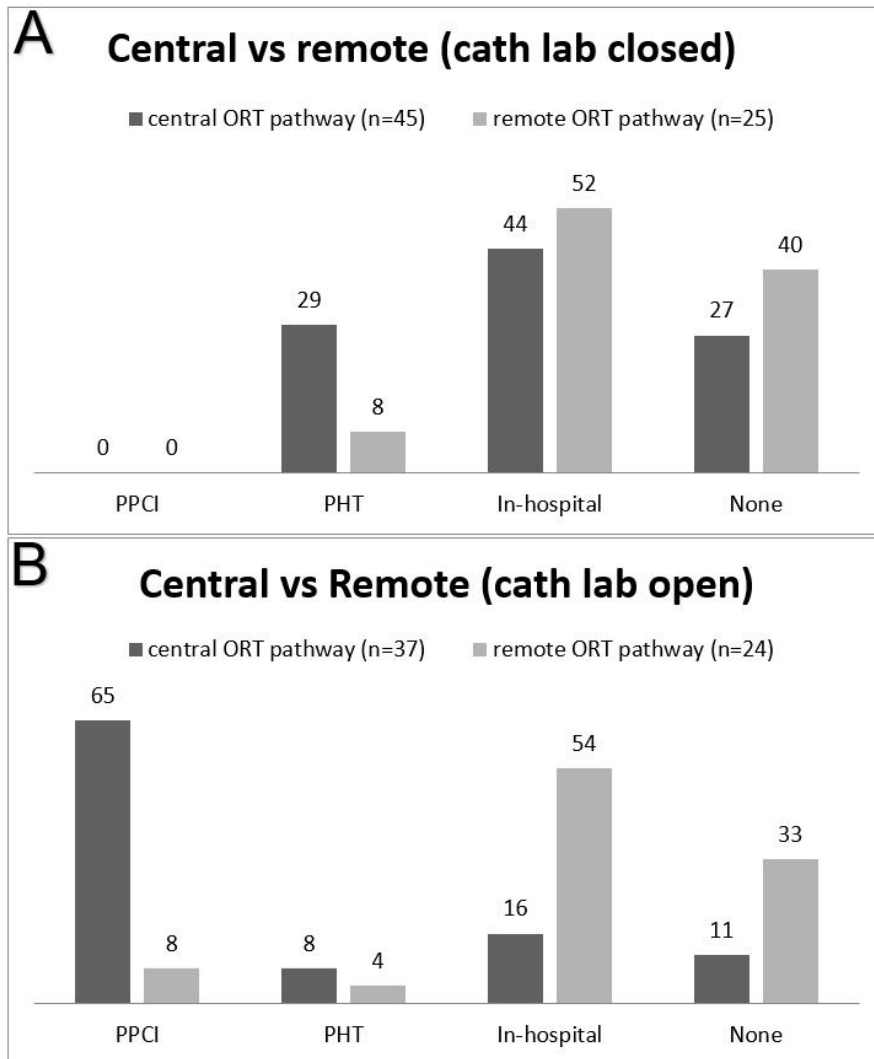 A
Central vs remote (cath lab closed)
central ORT pathway (n=45) remote ORT pathway (n=25)
52
44
40
29
27
8
0 0
PPCI PHT In-hospital None
B
Central vs Remote (cath lab open)
central ORT pathway (n=37) remote ORT pathway (n=24)
65
54
33
16
11
8 8
4
PPCI PHT In-hospital None